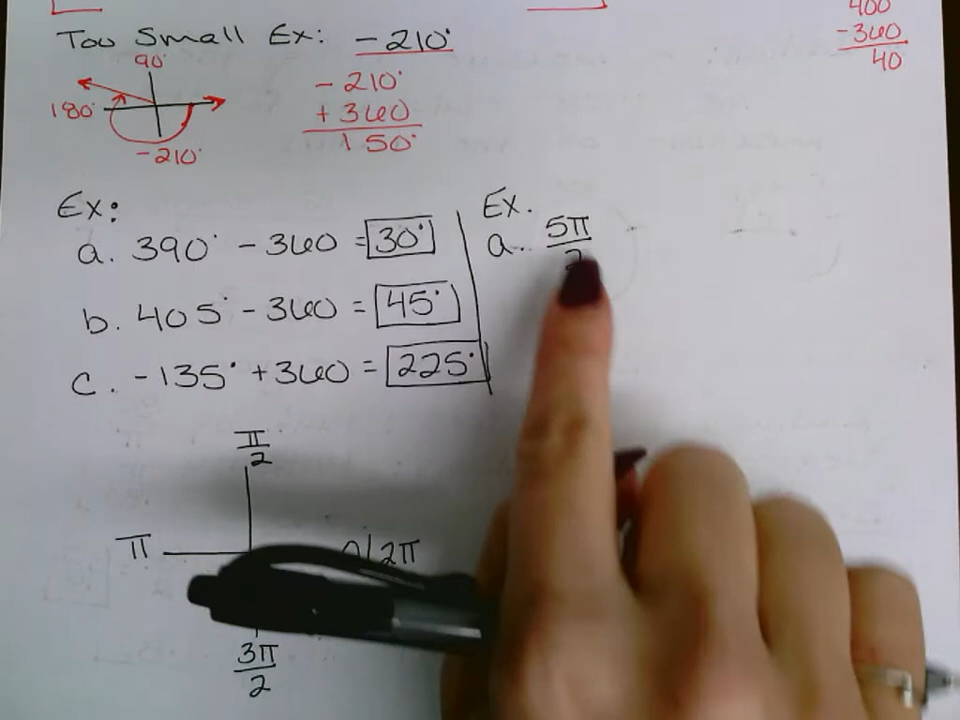 Too Small Ex: -210°
90°
180°
-210°
-210°
+360
150°
400
-360
40
Ex:
a. 390° - 360 = 30°
b. 405° - 360 = 45°
c. -135° + 360 = 225°
Ex.
a. 5π
2
π
2
π
0/2π
3π
2